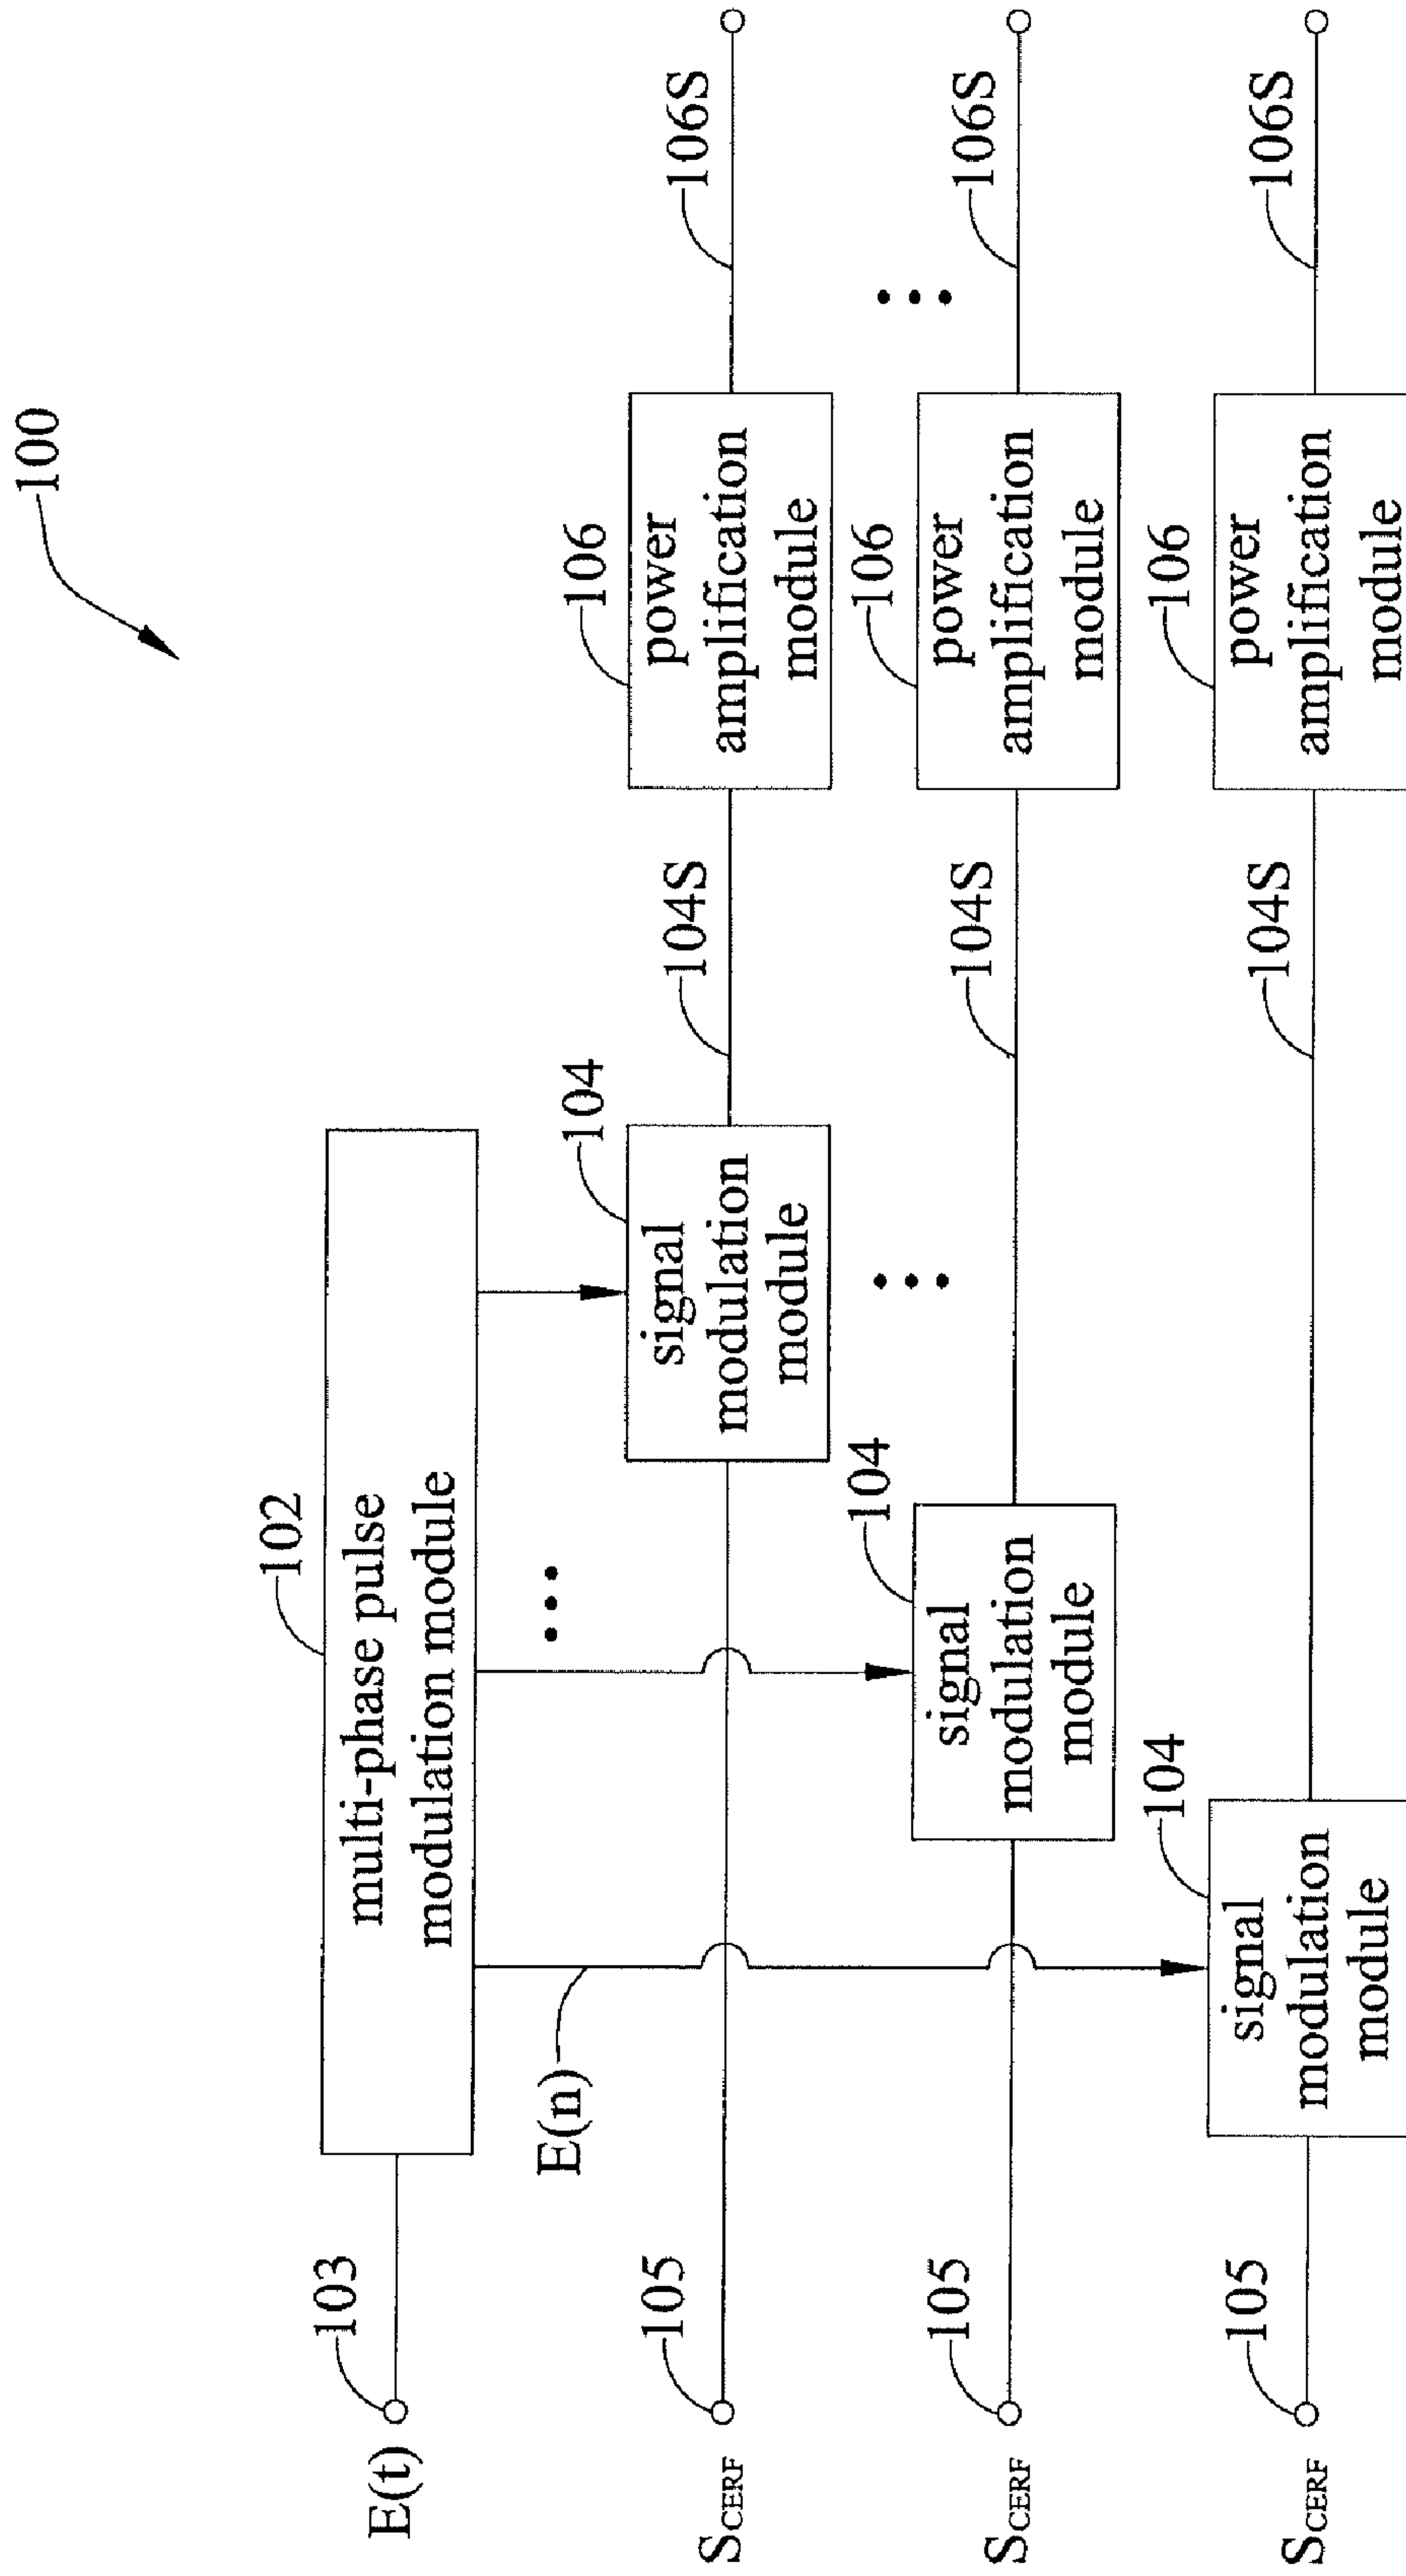 100
102
multi-phase pulse
modulation module
103
E(t)
E(n)
105
SCERF
104
signal
modulation
module
104S
106
power
amplification
module
106S
105
SCERF
104
signal
modulation
module
104S
106
power
amplification
module
106S
105
SCERF
104
signal
modulation
module
104S
106
power
amplification
module
106S